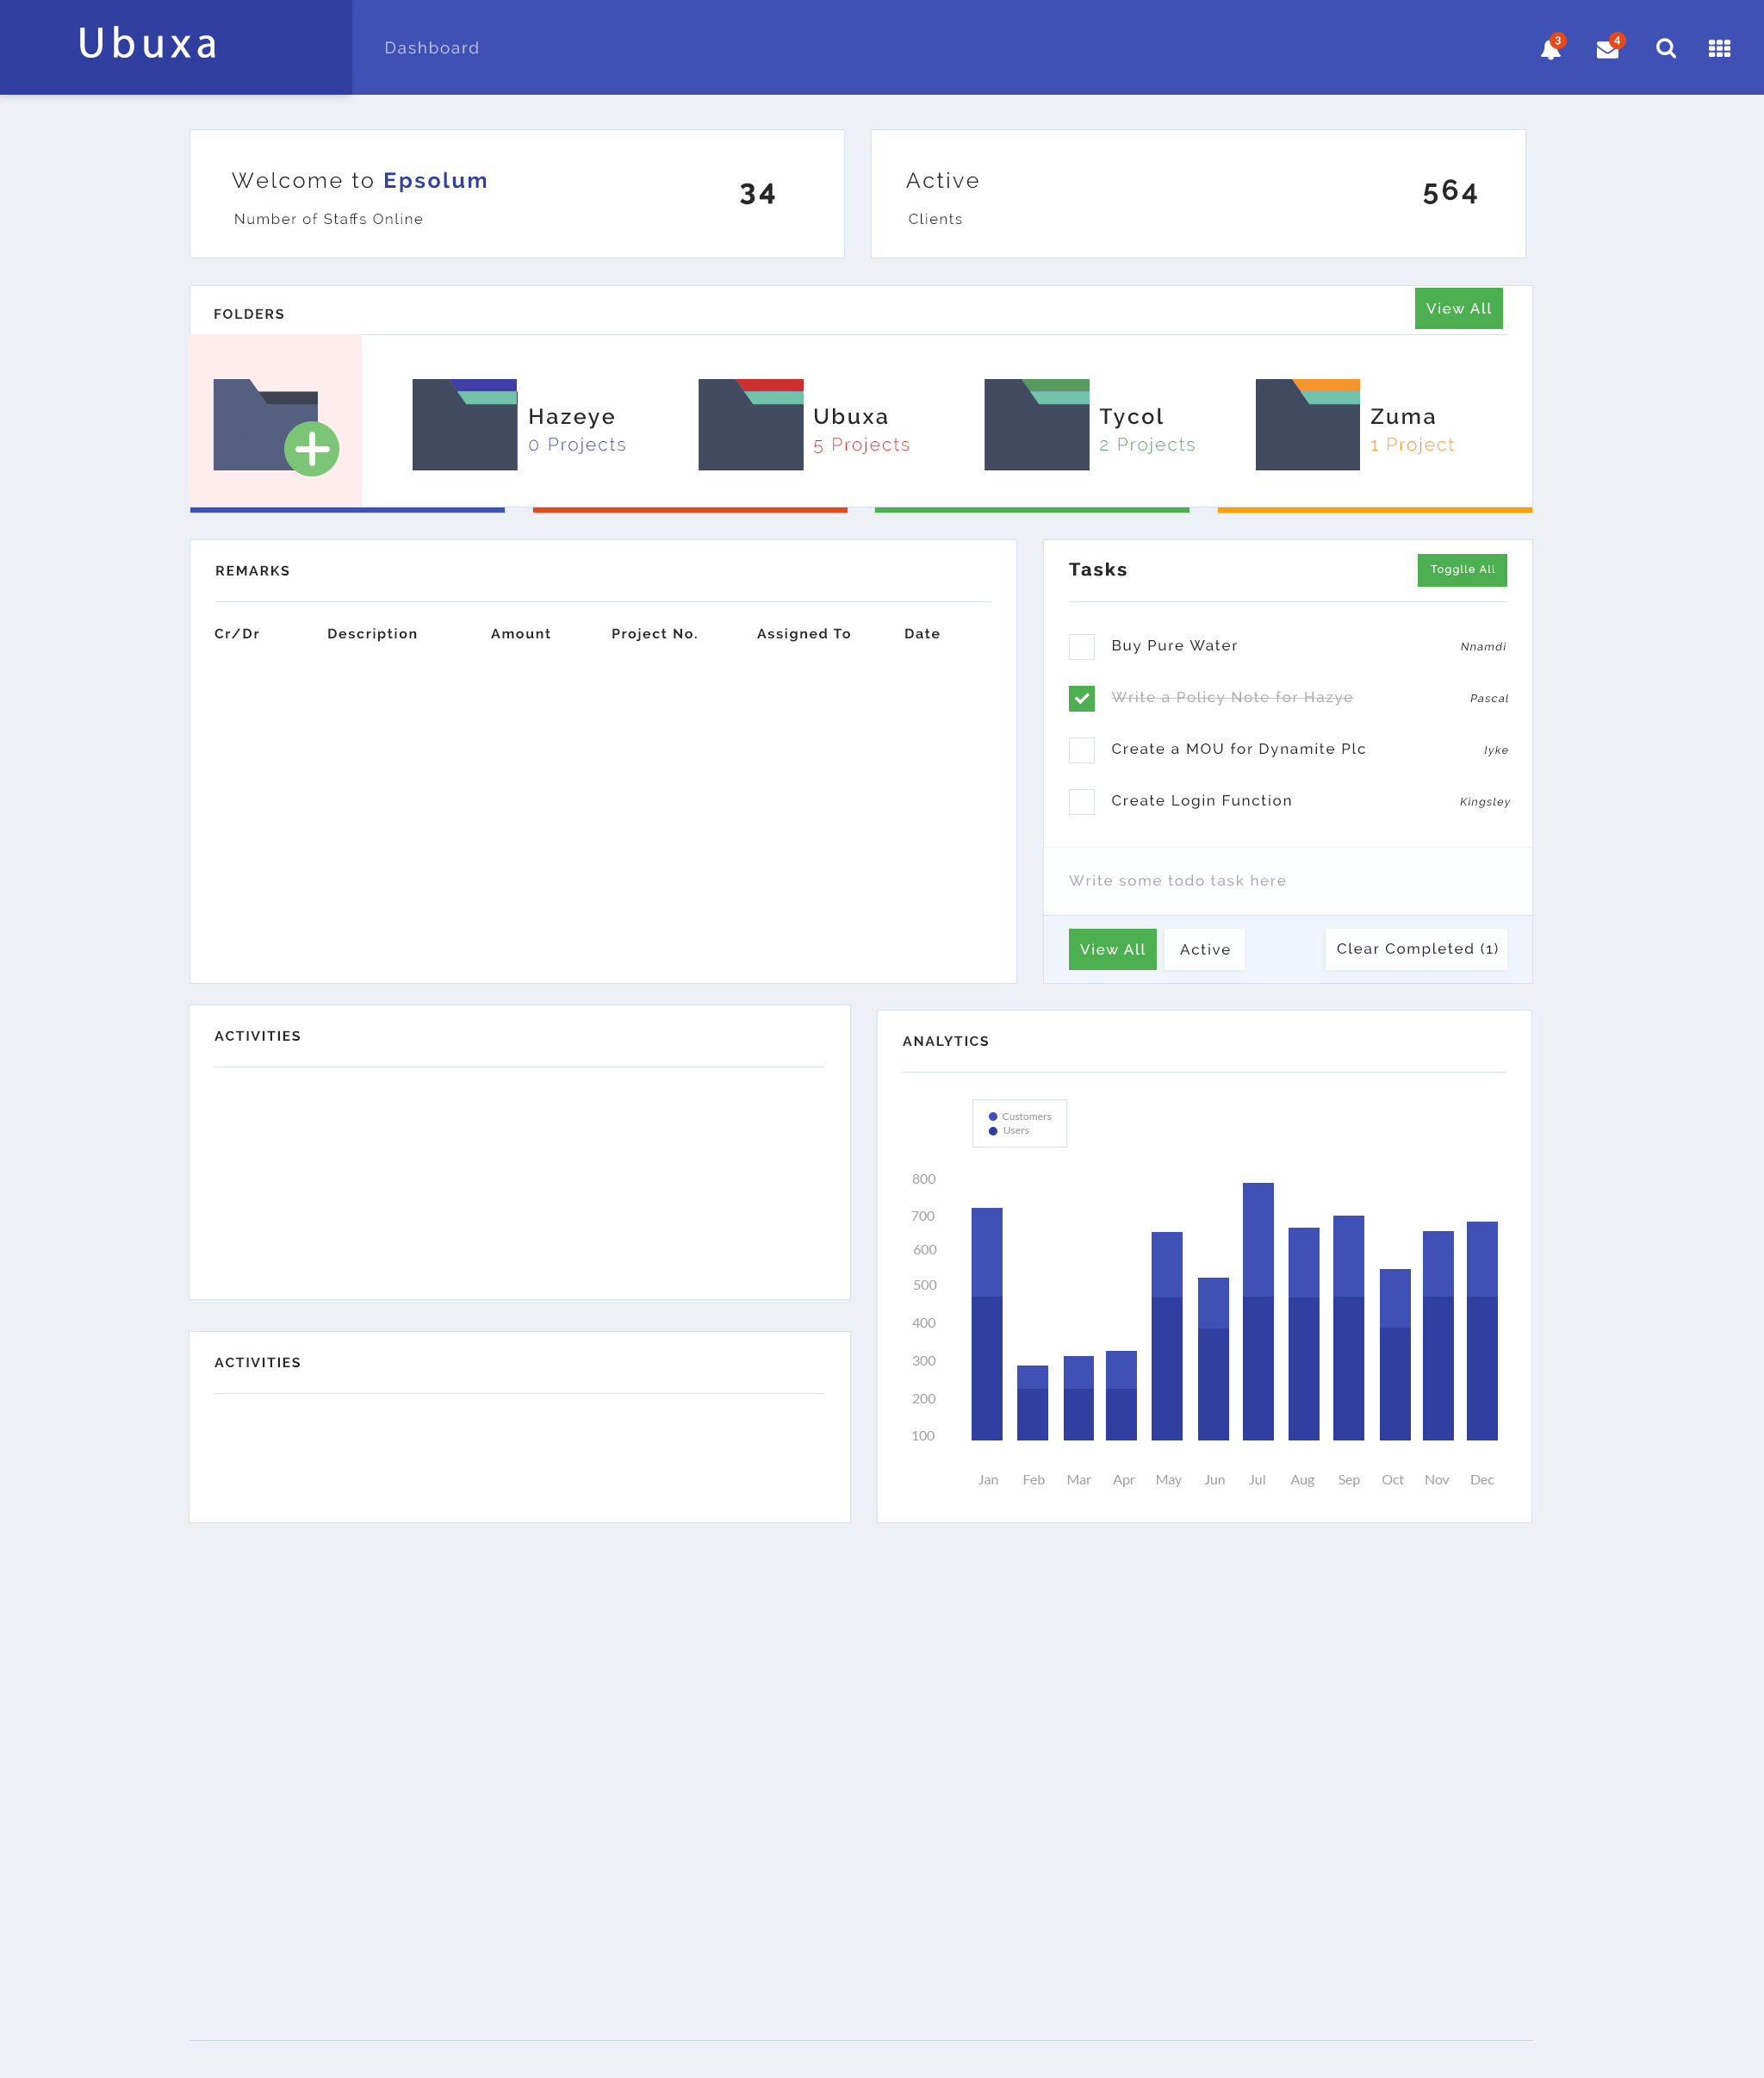 Ubuxa
Dashboard
3
4
Welcome to Epsolum
Number of Staffs Online
34
Active
Clients
564
FOLDERS
View All
Hazeye
0 Projects
Ubuxa
5 Projects
Tycol
2 Projects
Zuma
1 Project
REMARKS
Cr/Dr Description Amount Project No. Assigned To Date
Tasks
Togglle All
Buy Pure Water Nnamdi
Write a Policy Note for Hazye Pascal
Create a MOU for Dynamite Plc Iyke
Create Login Function Kingsley
Write some todo task here
View All Active Clear Completed (1)
ACTIVITIES
ACTIVITIES
ANALYTICS
Customers
Users
800
700
600
500
400
300
200
100
Jan Feb Mar Apr May Jun Jul Aug Sep Oct Nov Dec